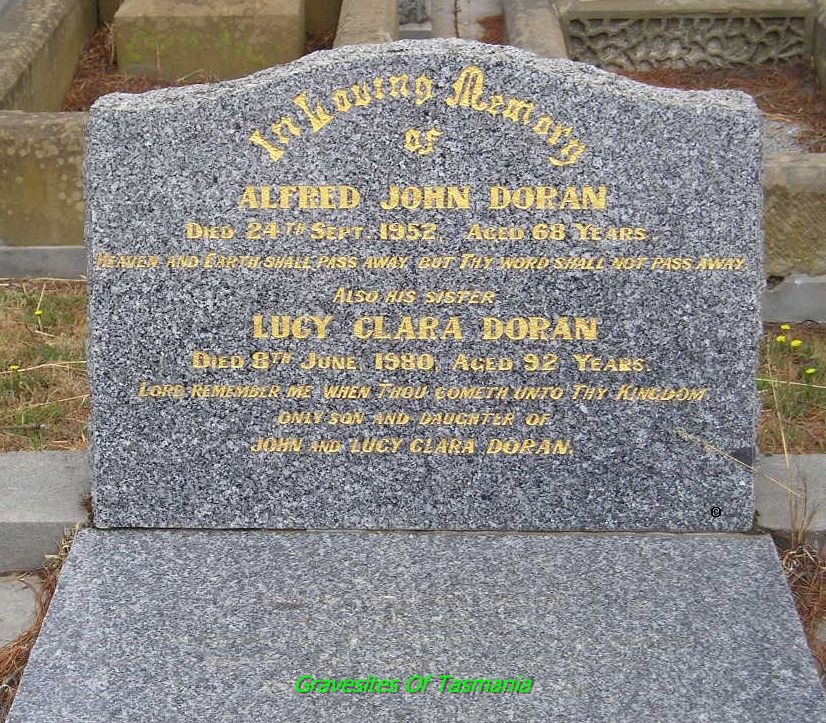 In Loving Memory
of
ALFRED JOHN DORAN
DIED 24TH SEPT. 1952, AGED 68 YEARS.
HEAVEN AND EARTH SHALL PASS AWAY BUT THY WORD SHALL NOT PASS AWAY.
ALSO HIS SISTER
LUCY CLARA DORAN
DIED 8TH JUNE, 1980, AGED 92 YEARS.
LORD REMEMBER ME WHEN THOU COMETH UNTO THY KINGDOM
ONLY SON AND DAUGHTER OF
JOHN AND LUCY CLARA DORAN.
Gravesites Of Tasmania